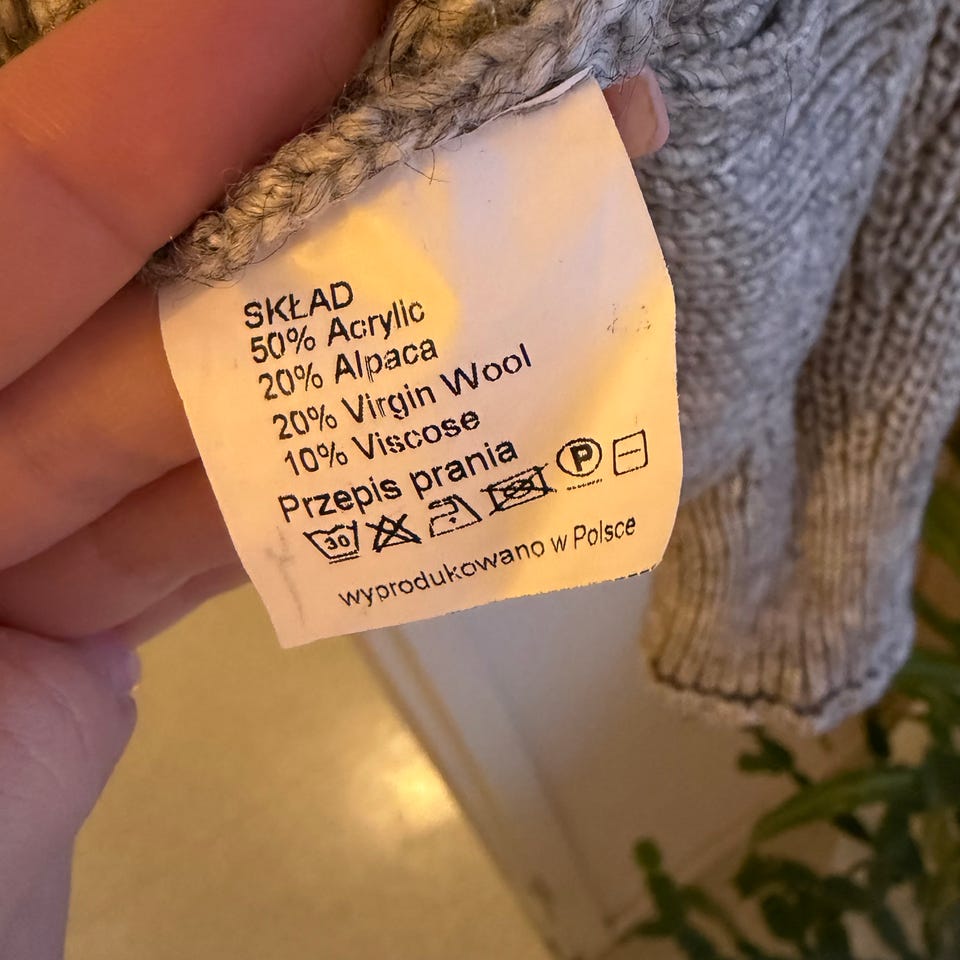 SKŁAD
50% Acrylic
20% Alpaca
20% Virgin Wool
10% Viscose
Przepis prania
30 P
wyprodukowano w Polsce